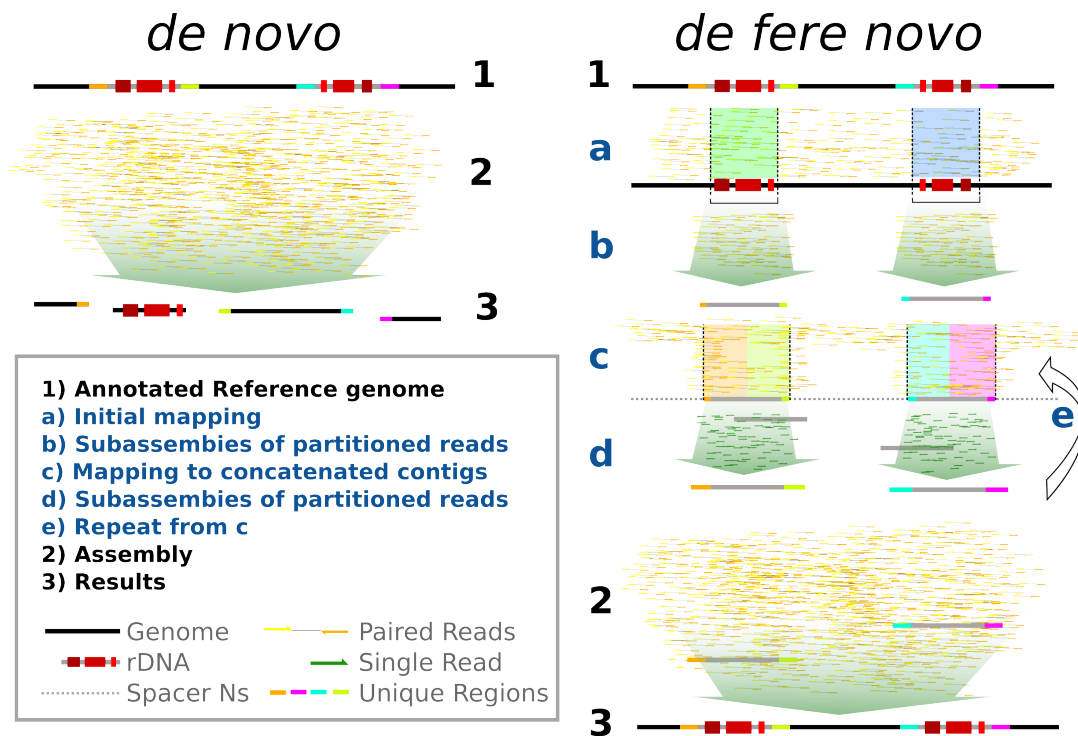 de novo
1
2
3
de fere novo
1
a
b
c
d
e
2
3
1) Annotated Reference genome
a) Initial mapping
b) Subassembies of partitioned reads
c) Mapping to concatenated contigs
d) Subassembies of partitioned reads
e) Repeat from c
2) Assembly
3) Results
Genome
Paired Reads
rDNA
Single Read
Spacer Ns
Unique Regions